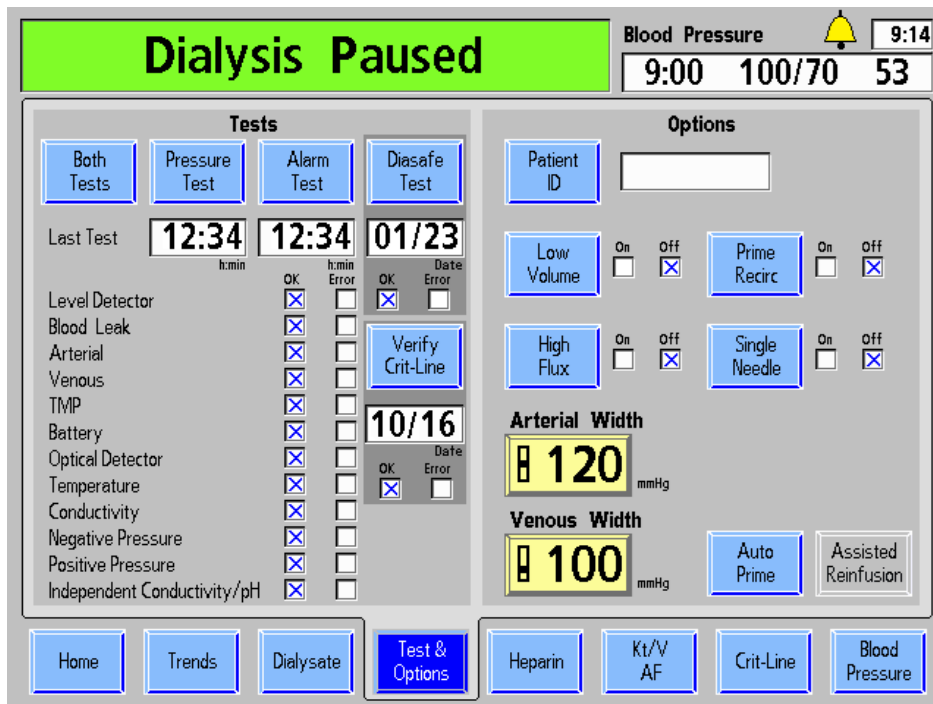 Dialysis Paused
Blood Pressure
9:14
9:00 100/70 53
Tests
Both Tests
Pressure Test
Alarm Test
Diasafe Test
Last Test 12:34 12:34 01/23
h:min h:min Date
OK Error OK Error
Level Detector
Blood Leak
Arterial
Venous
TMP
Battery
Optical Detector
Temperature
Conductivity
Negative Pressure
Positive Pressure
Independent Conductivity/pH
Verify Crit-Line
10/16
Date
OK Error
Options
Patient ID
Low Volume
On Off
Prime Recirc
On Off
High Flux
On Off
Single Needle
On Off
Arterial Width
120 mmHg
Venous Width
100 mmHg
Auto Prime
Assisted Reinfusion
Home
Trends
Dialysate
Test & Options
Heparin
Kt/V AF
Crit-Line
Blood Pressure